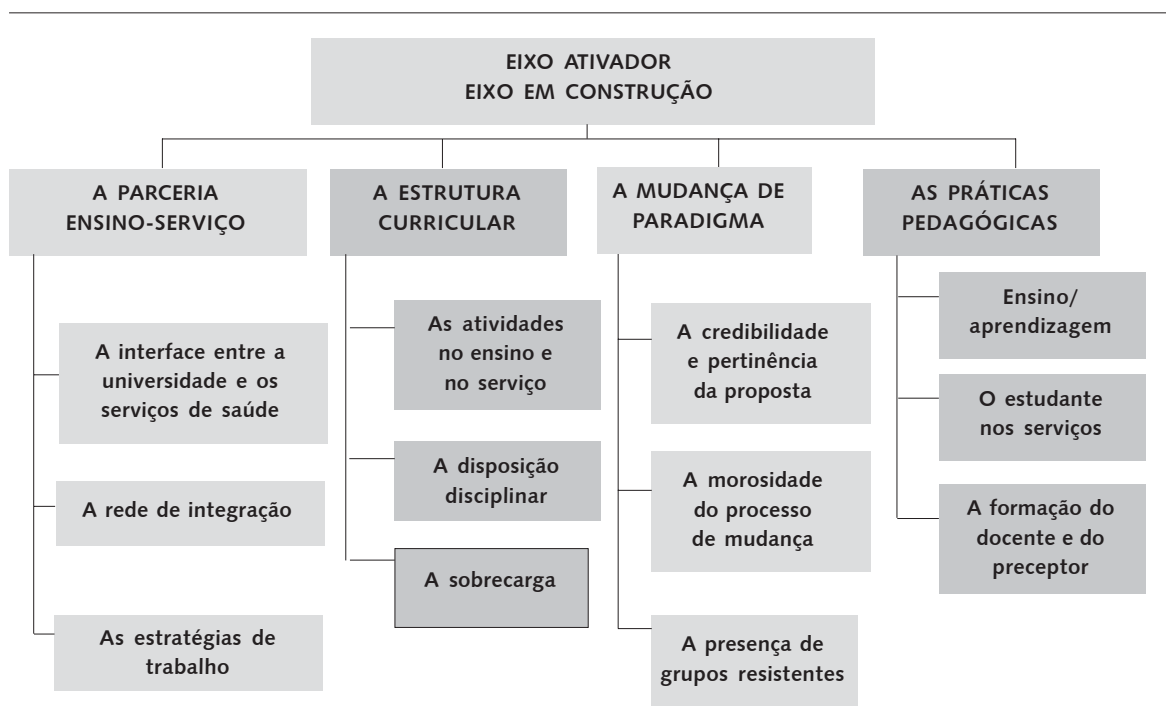 EIXO ATIVADOR
EIXO EM CONSTRUÇÃO
A PARCERIA
ENSINO-SERVIÇO
A interface entre a
universidade e os
serviços de saúde
A rede de integração
As estratégias de
trabalho
A ESTRUTURA
CURRICULAR
As atividades
no ensino e
no serviço
A disposição
disciplinar
A sobrecarga
A MUDANÇA DE
PARADIGMA
A credibilidade
e pertinência
da proposta
A morosidade
do processo
de mudança
A presença de
grupos resistentes
AS PRÁTICAS
PEDAGÓGICAS
Ensino/
aprendizagem
O estudante
nos serviços
A formação do
docente e do
preceptor